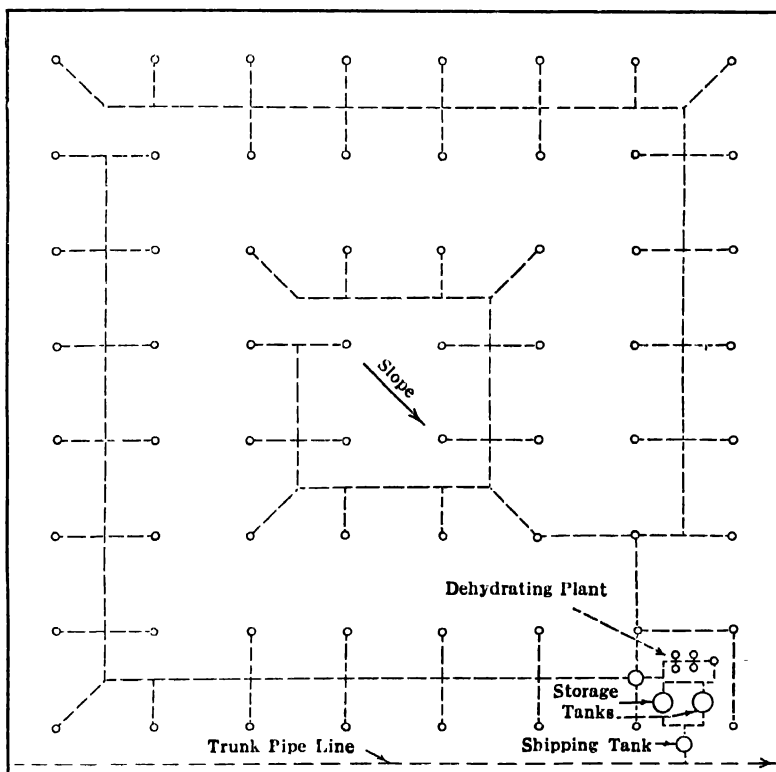 Slope
Dehydrating Plant
Storage
Tanks
Trunk Pipe Line
Shipping Tank